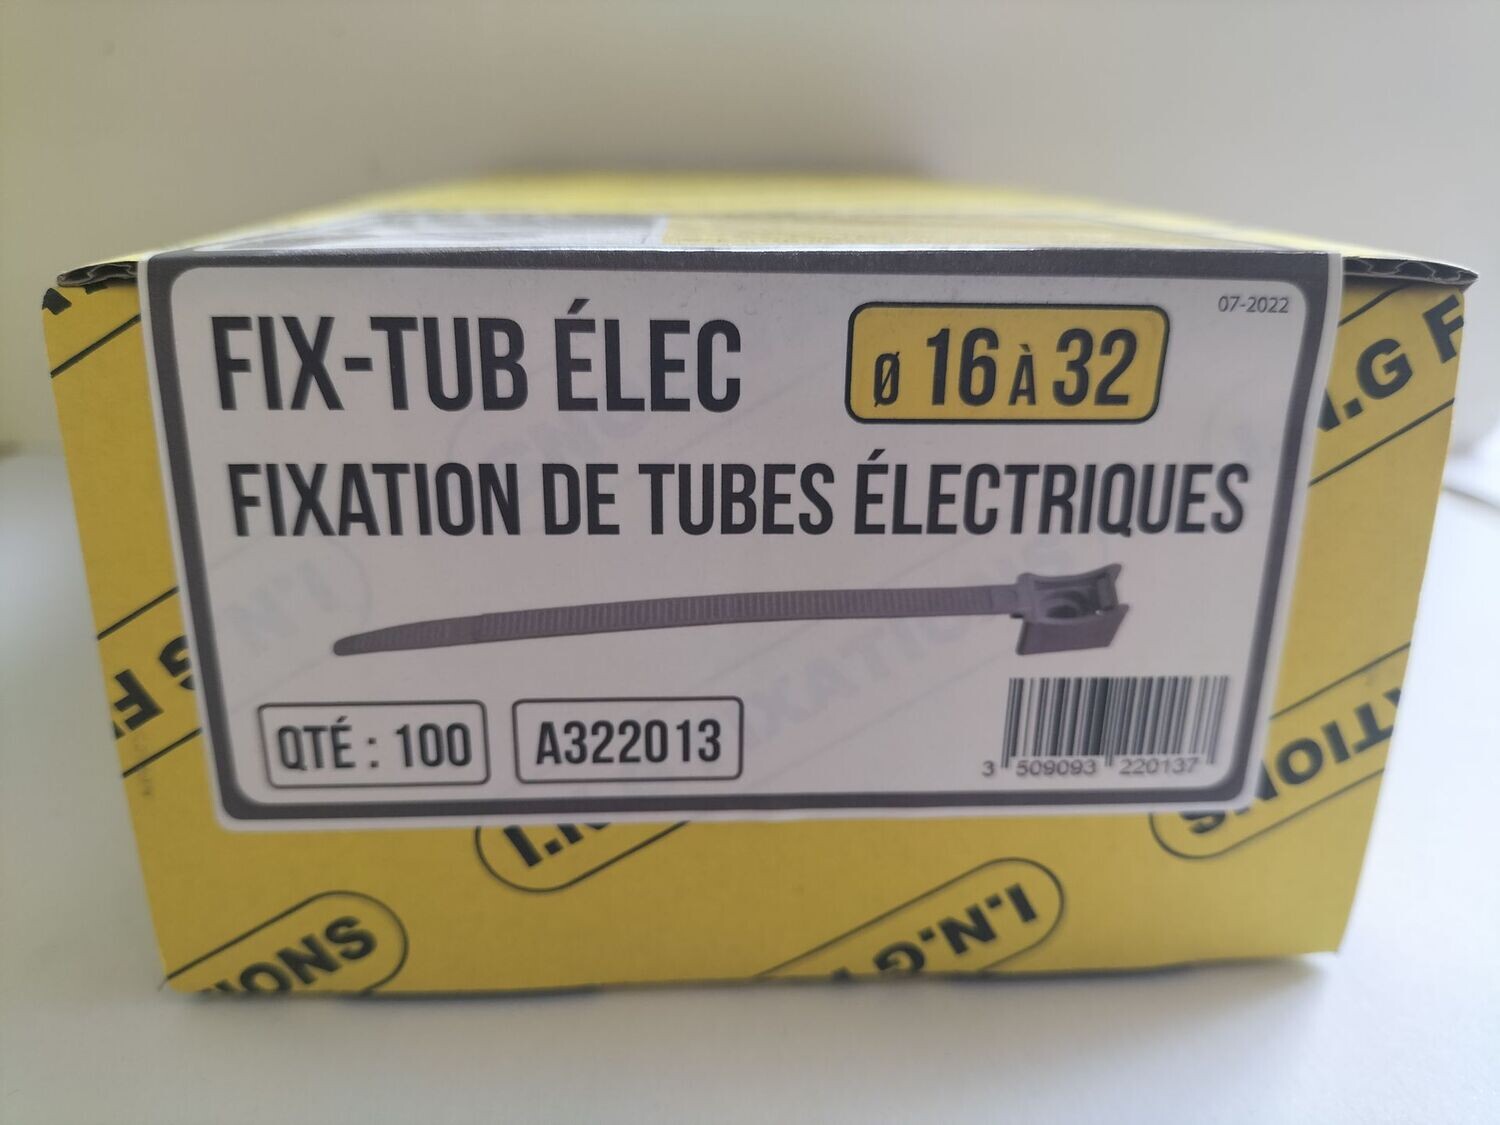 FIX-TUB ÉLEC
Ø 16 À 32
07-2022
FIXATION DE TUBES ÉLECTRIQUES
QTÉ : 100
A322013
3 509093 220137
I.N.G F